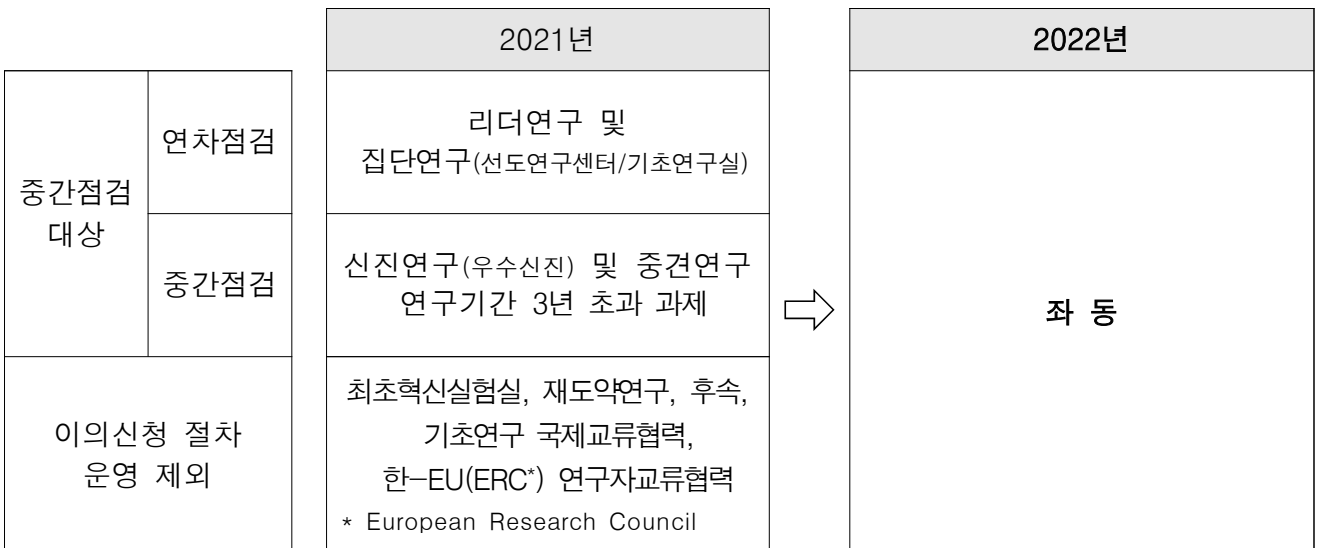 2021년
2022년
중간점검
대상
연차점검
리더연구 및
집단연구(선도연구센터/기초연구실)
중간점검
신진연구(우수신진) 및 중견연구
연구기간 3년 초과 과제
이의신청 절차
운영 제외
최초혁신실험실, 재도약연구, 후속,
기초연구 국제교류협력,
한-EU(ERC*) 연구자교류협력
* European Research Council
좌 동